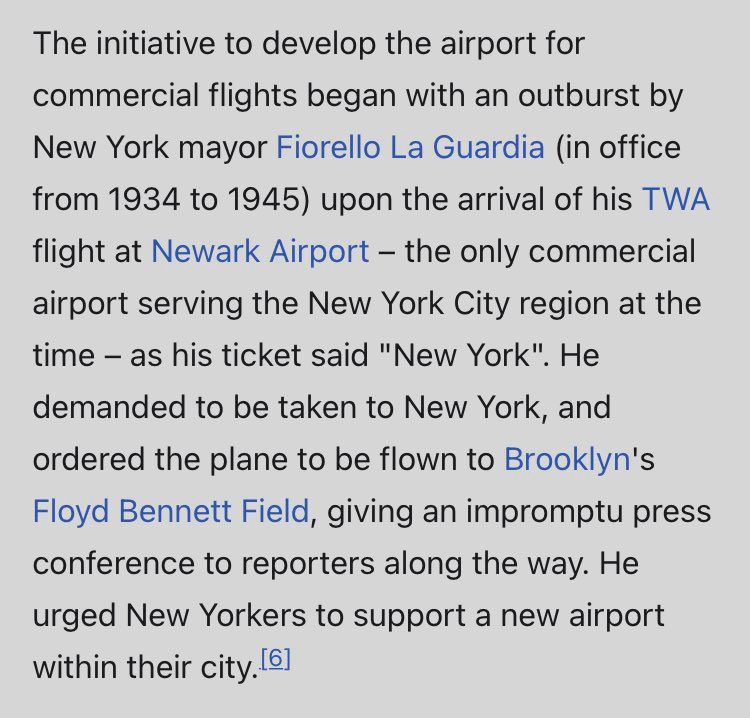 The initiative to develop the airport for
commercial flights began with an outburst by
New York mayor Fiorello La Guardia (in office
from 1934 to 1945) upon the arrival of his TWA
flight at Newark Airport – the only commercial
airport serving the New York City region at the
time – as his ticket said "New York". He
demanded to be taken to New York, and
ordered the plane to be flown to Brooklyn's
Floyd Bennett Field, giving an impromptu press
conference to reporters along the way. He
urged New Yorkers to support a new airport
within their city.[6]